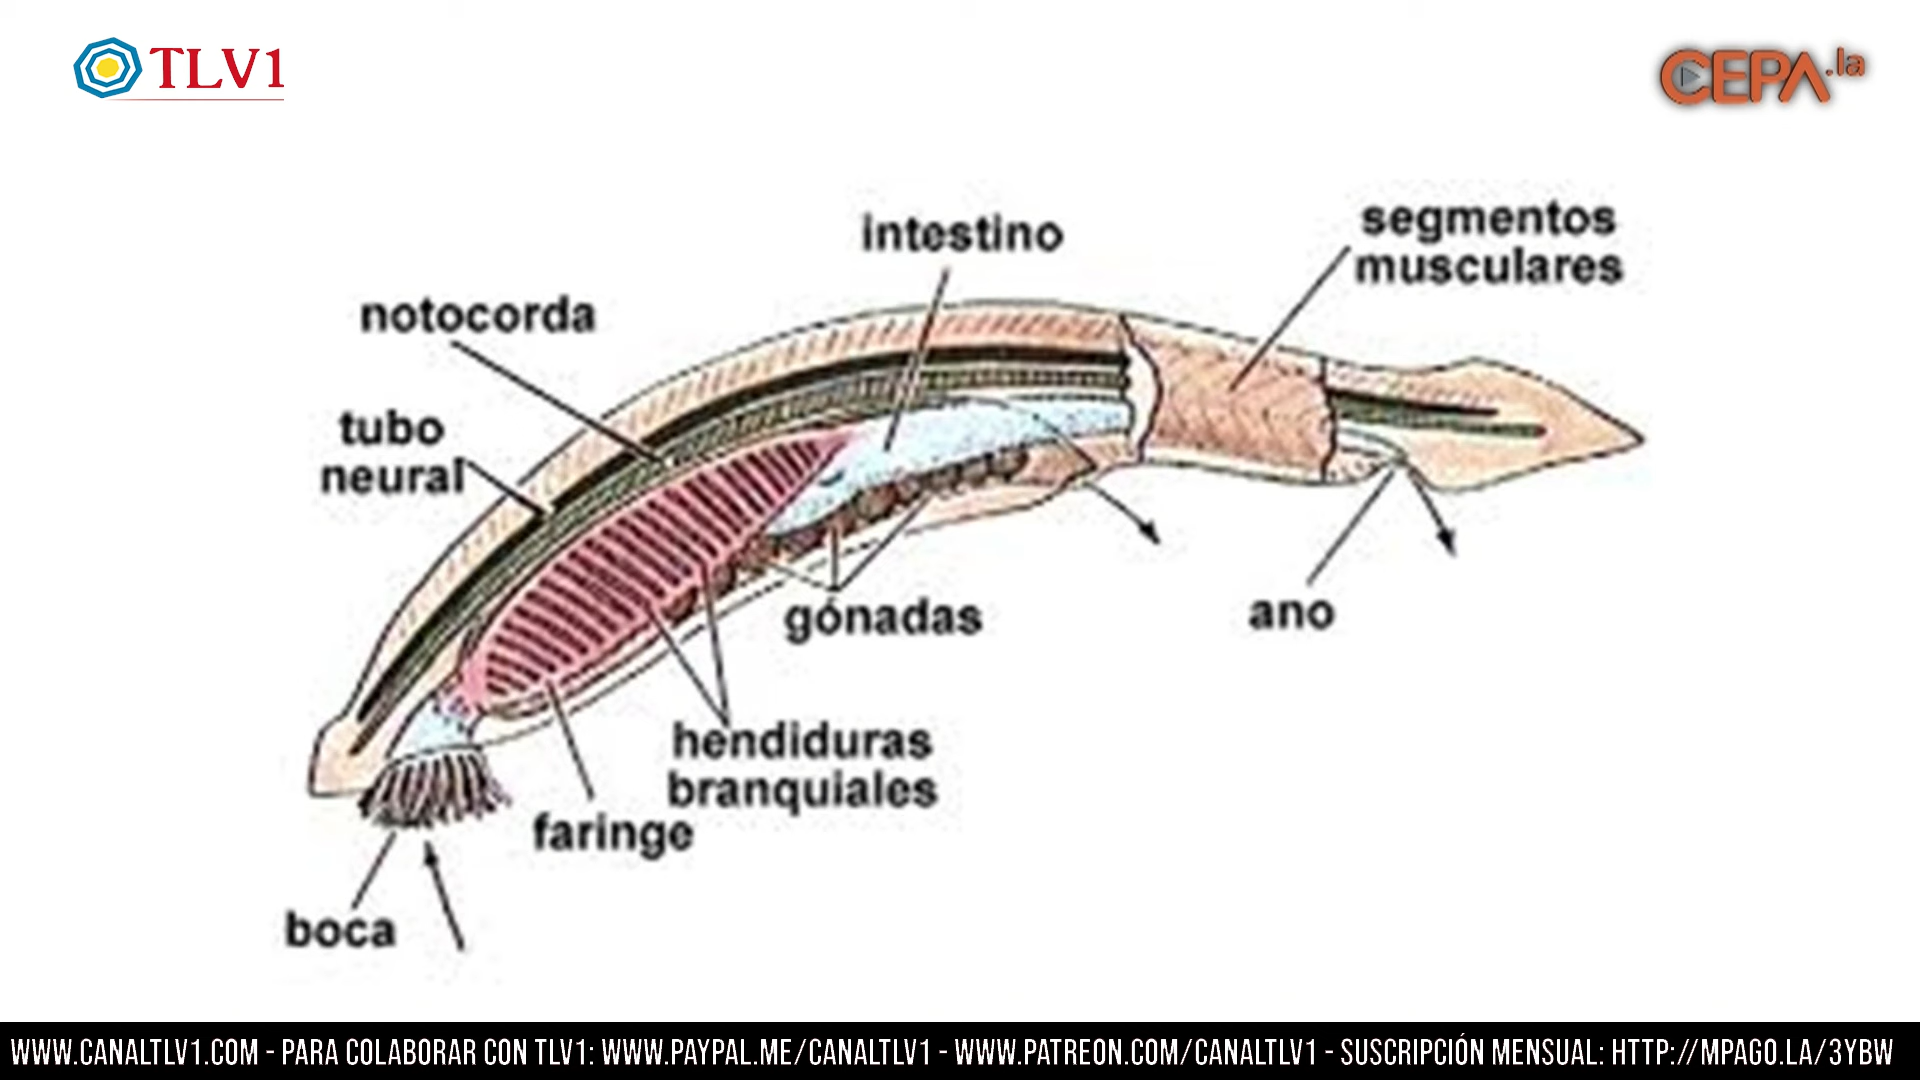 TLV1
CEPA.la
intestino
segmentos
musculares
notocorda
tubo
neural
gónadas
ano
hendiduras
branquiales
faringe
boca
WWW.CANALTLV1.COM - PARA COLABORAR CON TLV1: WWW.PAYPAL.ME/CANALTLV1 - WWW.PATREON.COM/CANALTLV1 - SUSCRIPCIÓN MENSUAL: HTTP://MPAGO.LA/3YBW